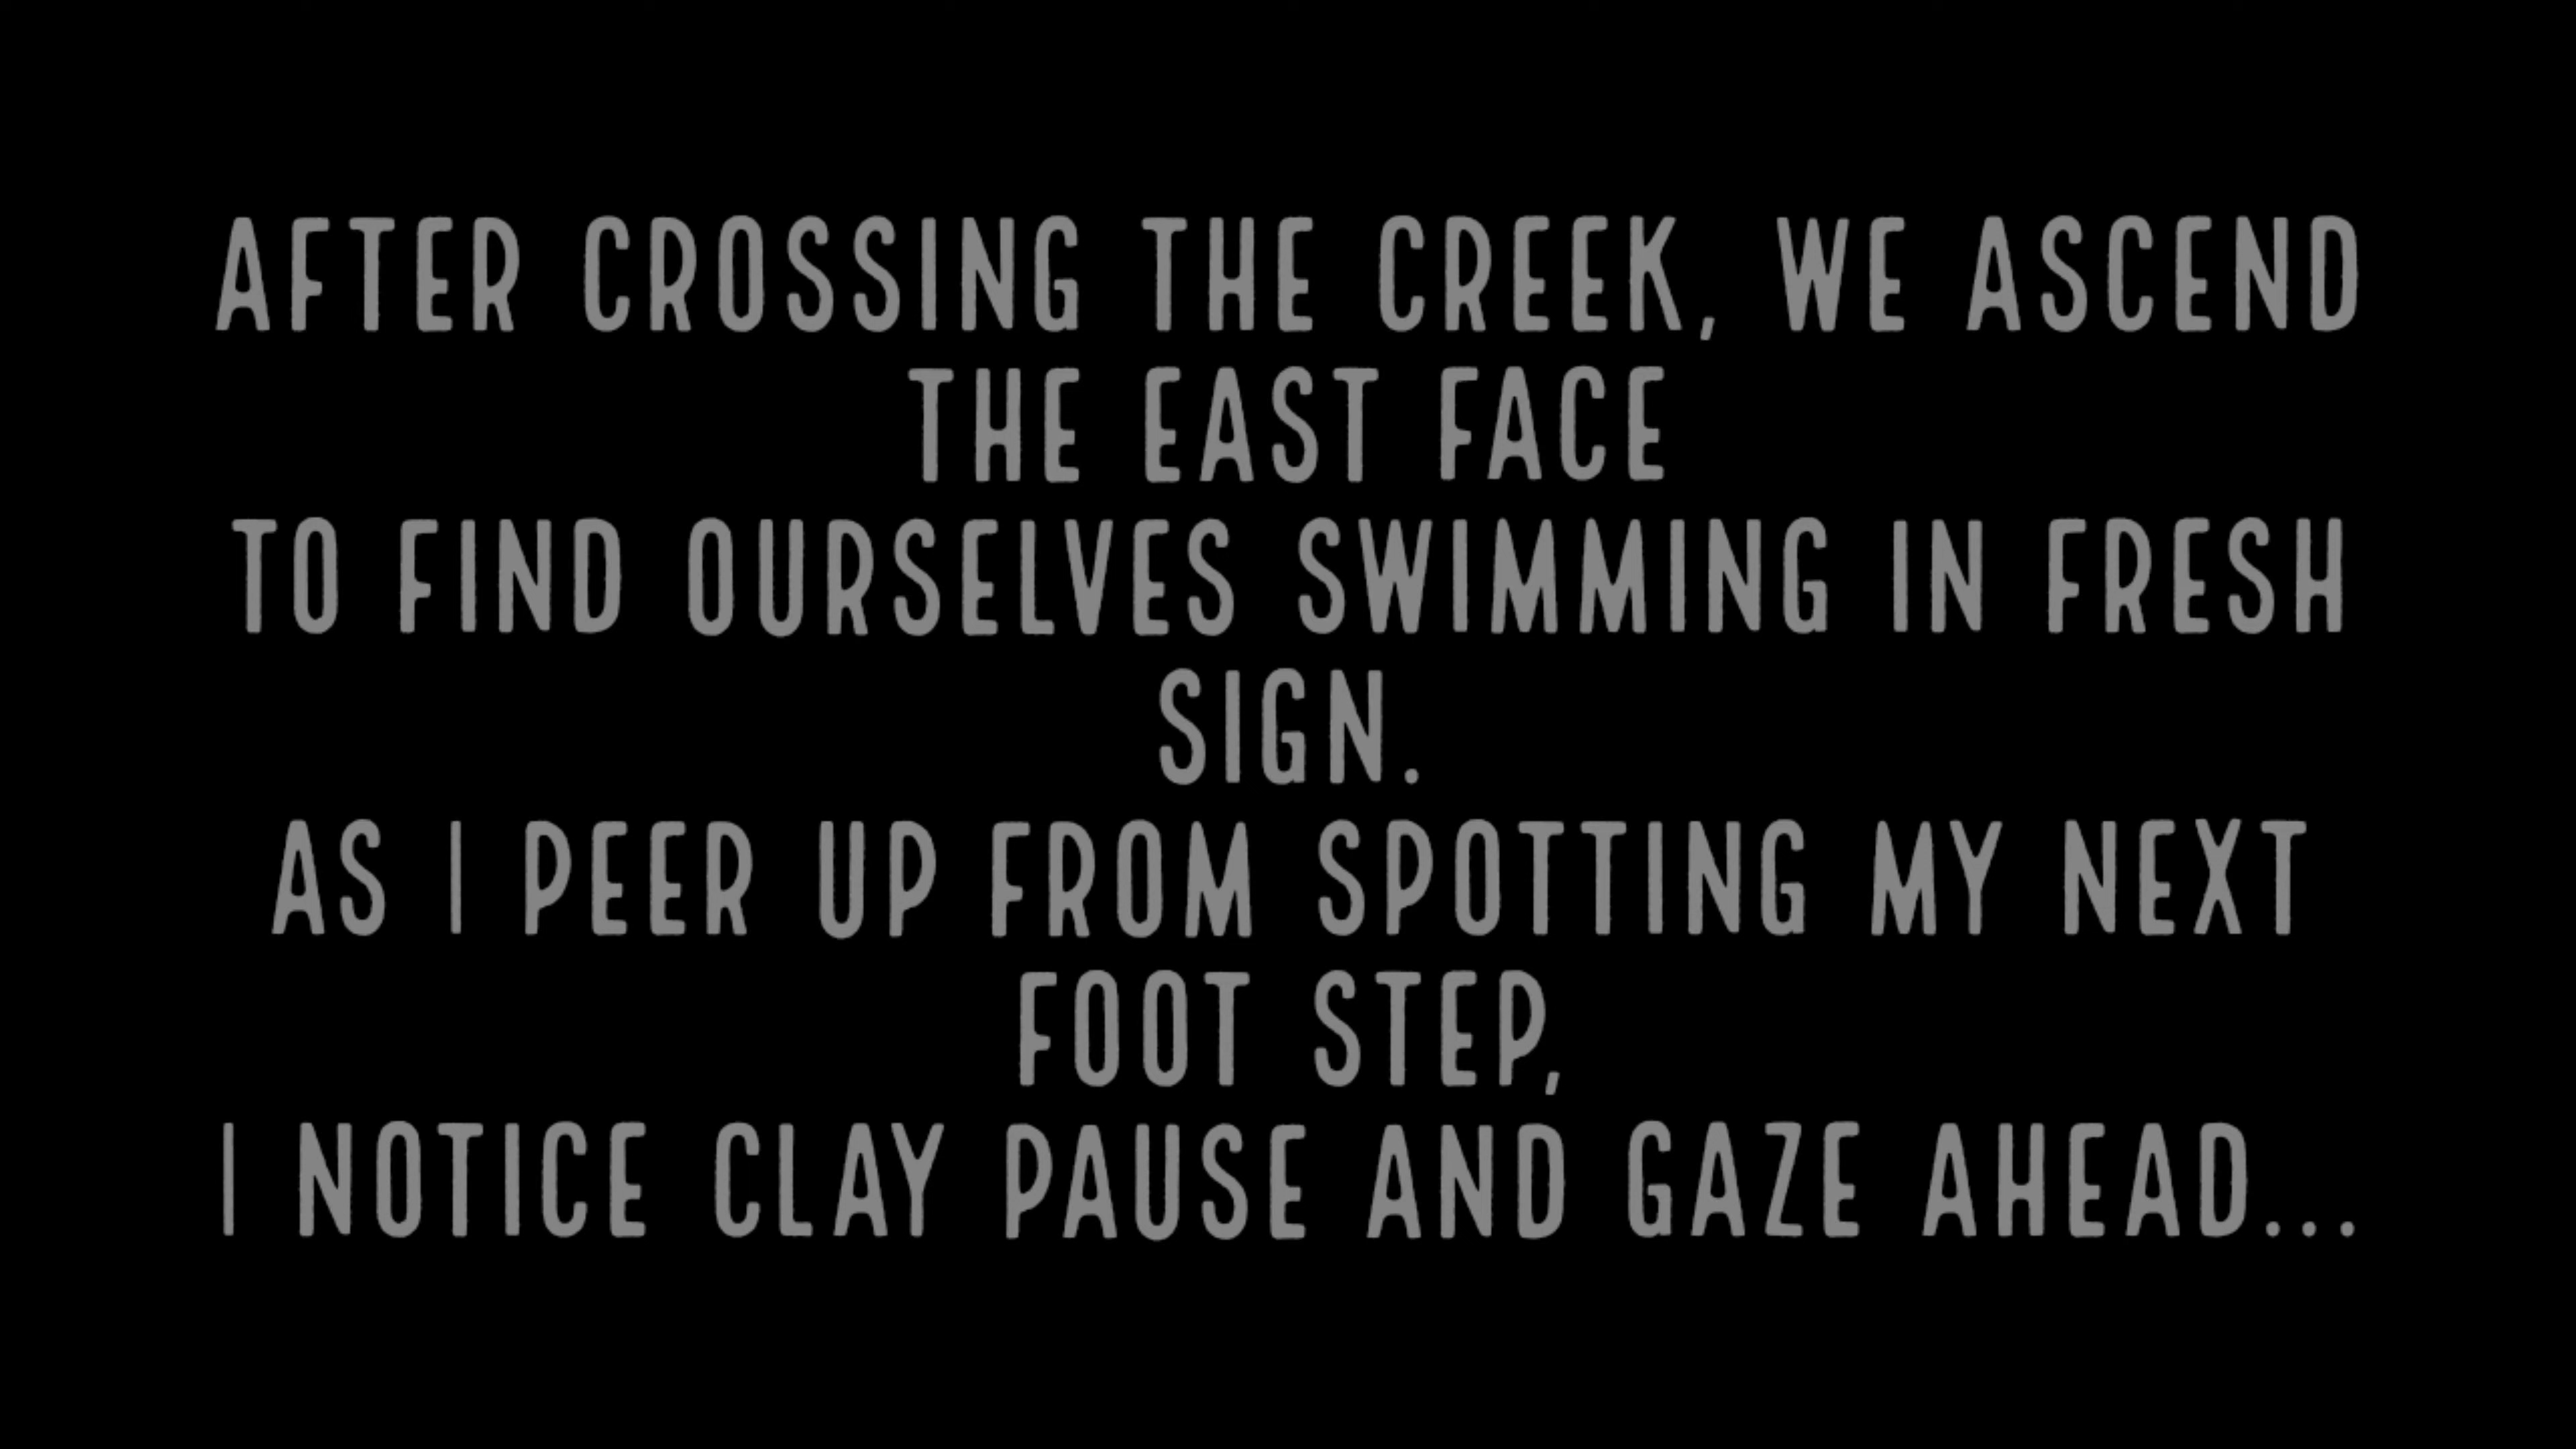 AFTER CROSSING THE CREEK, WE ASCEND
THE EAST FACE
TO FIND OURSELVES SWIMMING IN FRESH
SIGN.
AS I PEER UP FROM SPOTTING MY NEXT
FOOT STEP,
I NOTICE CLAY PAUSE AND GAZE AHEAD...